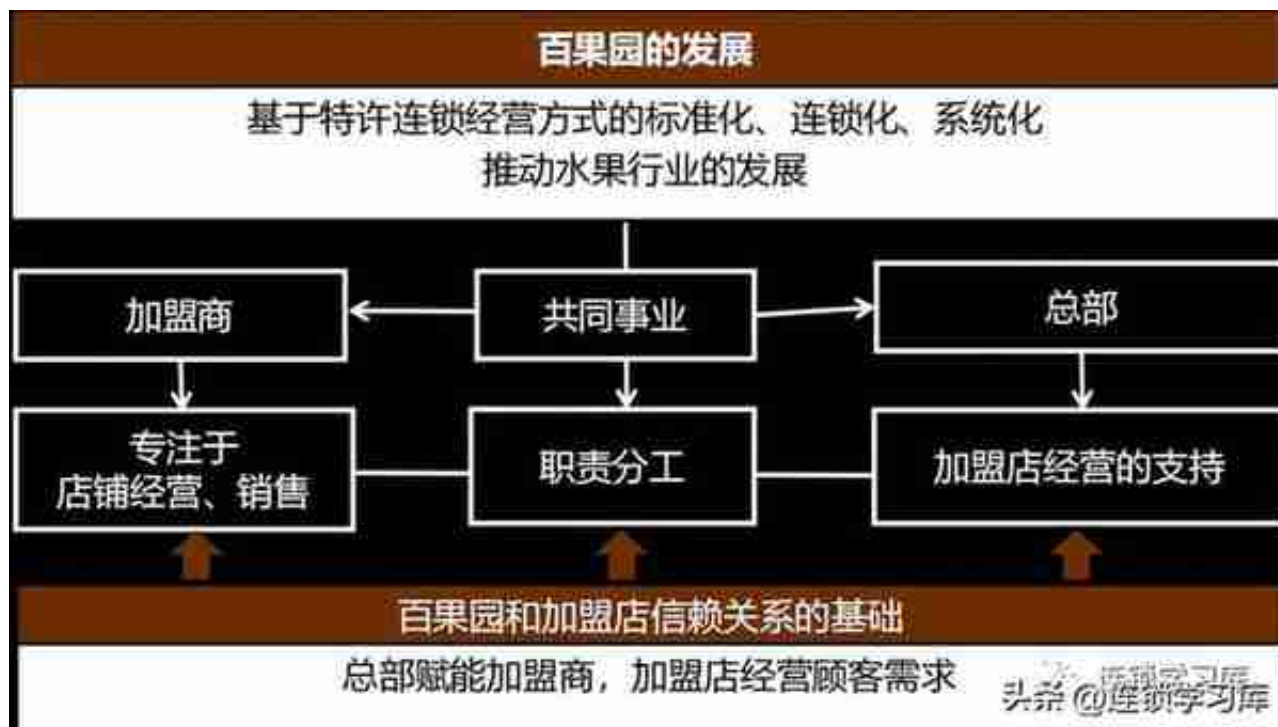 百果园的发展
基于特许连锁经营方式的标准化、连锁化、系统化
推动水果行业的发展
加盟商
共同事业
总部
专注于
店铺经营、销售
职责分工
加盟店经营的支持
百果园和加盟店信赖关系的基础
总部赋能加盟商，加盟店经营顾客需求
连锁学习库
头条 @连锁学习库